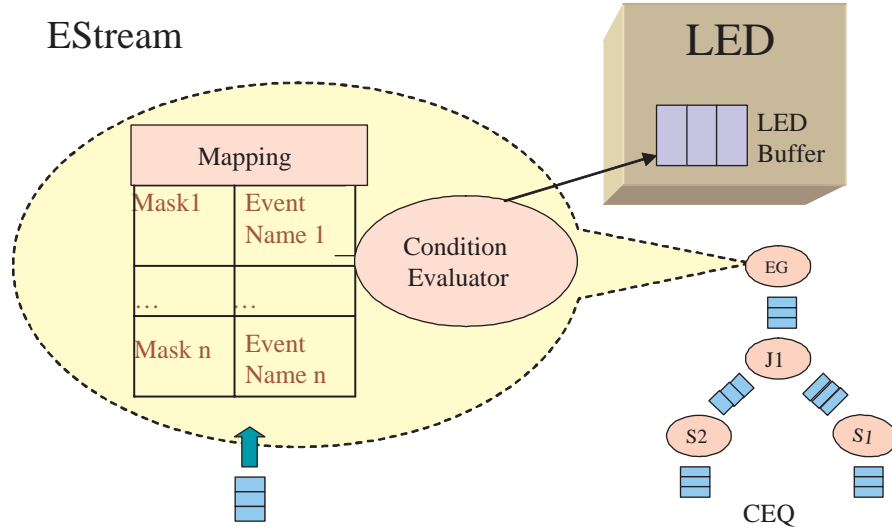 EStream
LED
LED
Buffer
Mapping
Mask1
Event
Name 1
Condition
Evaluator
...
...
Mask n
Event
Name n
EG
J1
S2
S1
CEQ